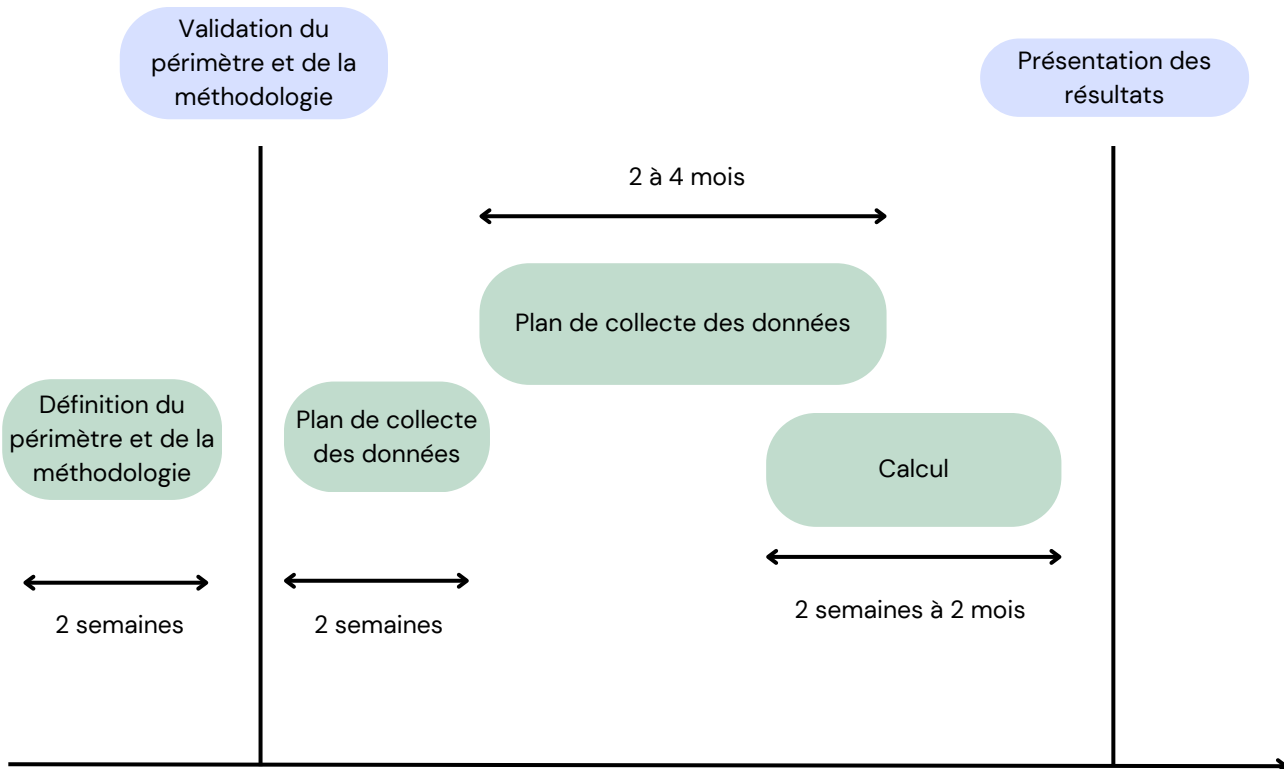 Validation du
périmètre et de la
méthodologie
Présentation des
résultats
2 à 4 mois
Plan de collecte des données
Définition du
périmètre et de la
méthodologie
Plan de collecte
des données
Calcul
2 semaines
2 semaines
2 semaines à 2 mois